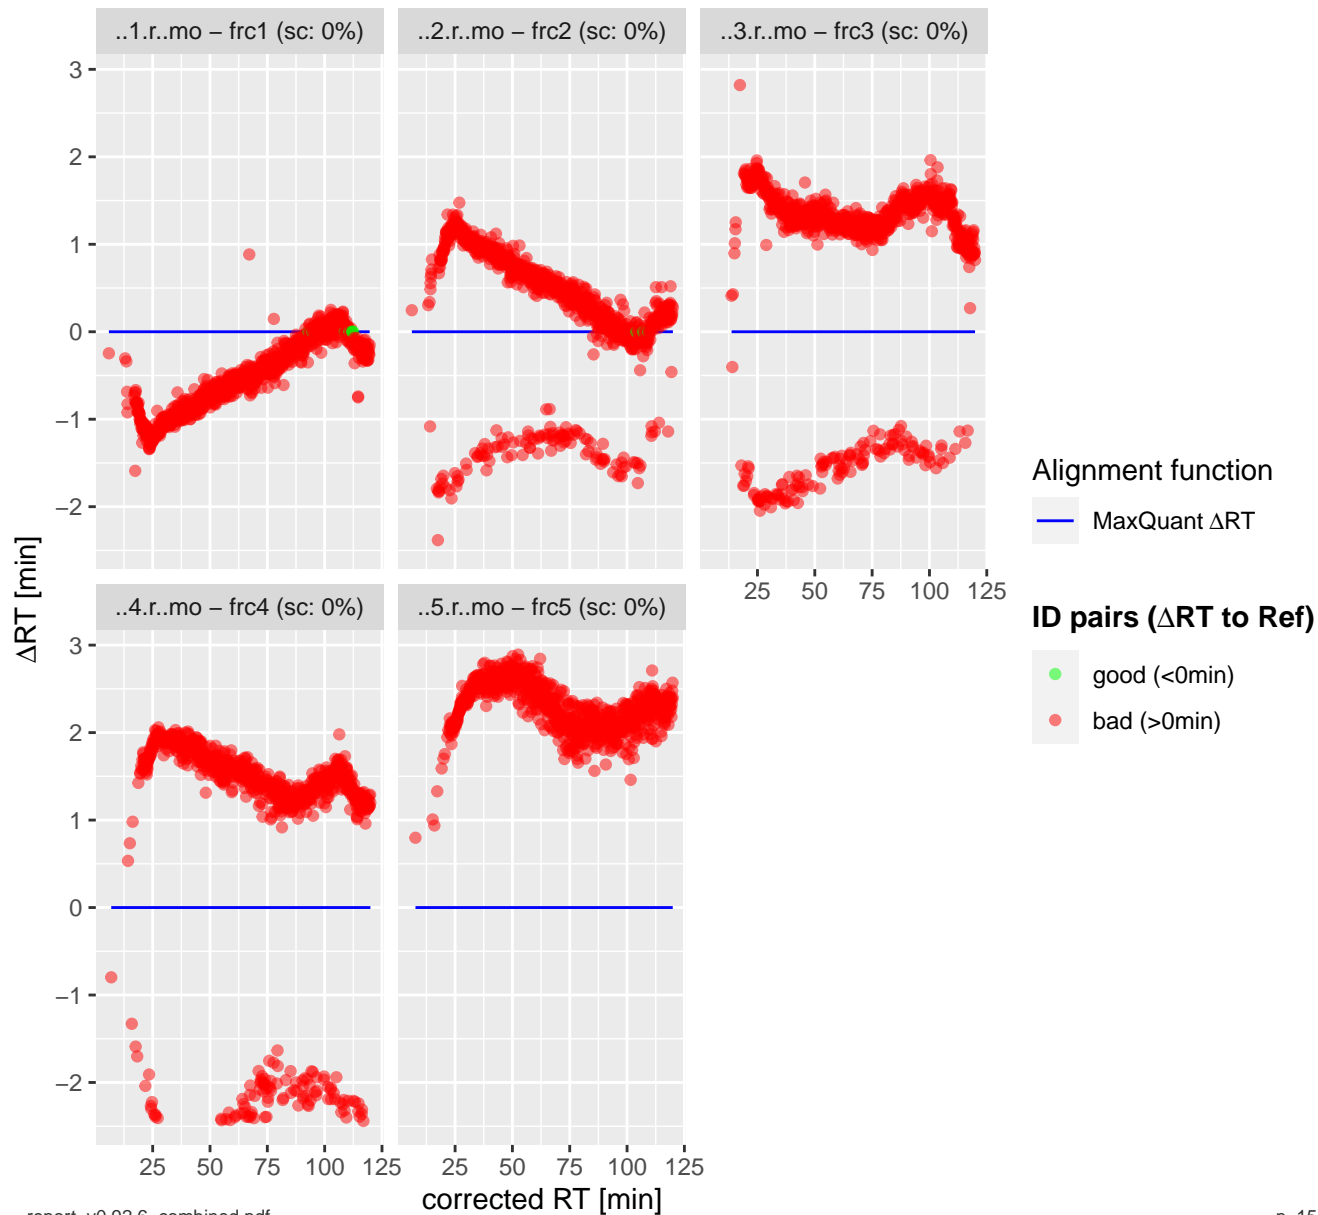 ..1.r..mo − frc1 (sc: 0%)
..2.r..mo − frc2 (sc: 0%)
..3.r..mo − frc3 (sc: 0%)
3
2
1
0
−1
−2
25 50 75 100 125
..4.r..mo − frc4 (sc: 0%)
..5.r..mo − frc5 (sc: 0%)
3
2
1
0
−1
−2
25 50 75 100 125
25 50 75 100 125
ΔRT [min]
corrected RT [min]
Alignment function
MaxQuant ΔRT
ID pairs (ΔRT to Ref)
good (<0min)
bad (>0min)